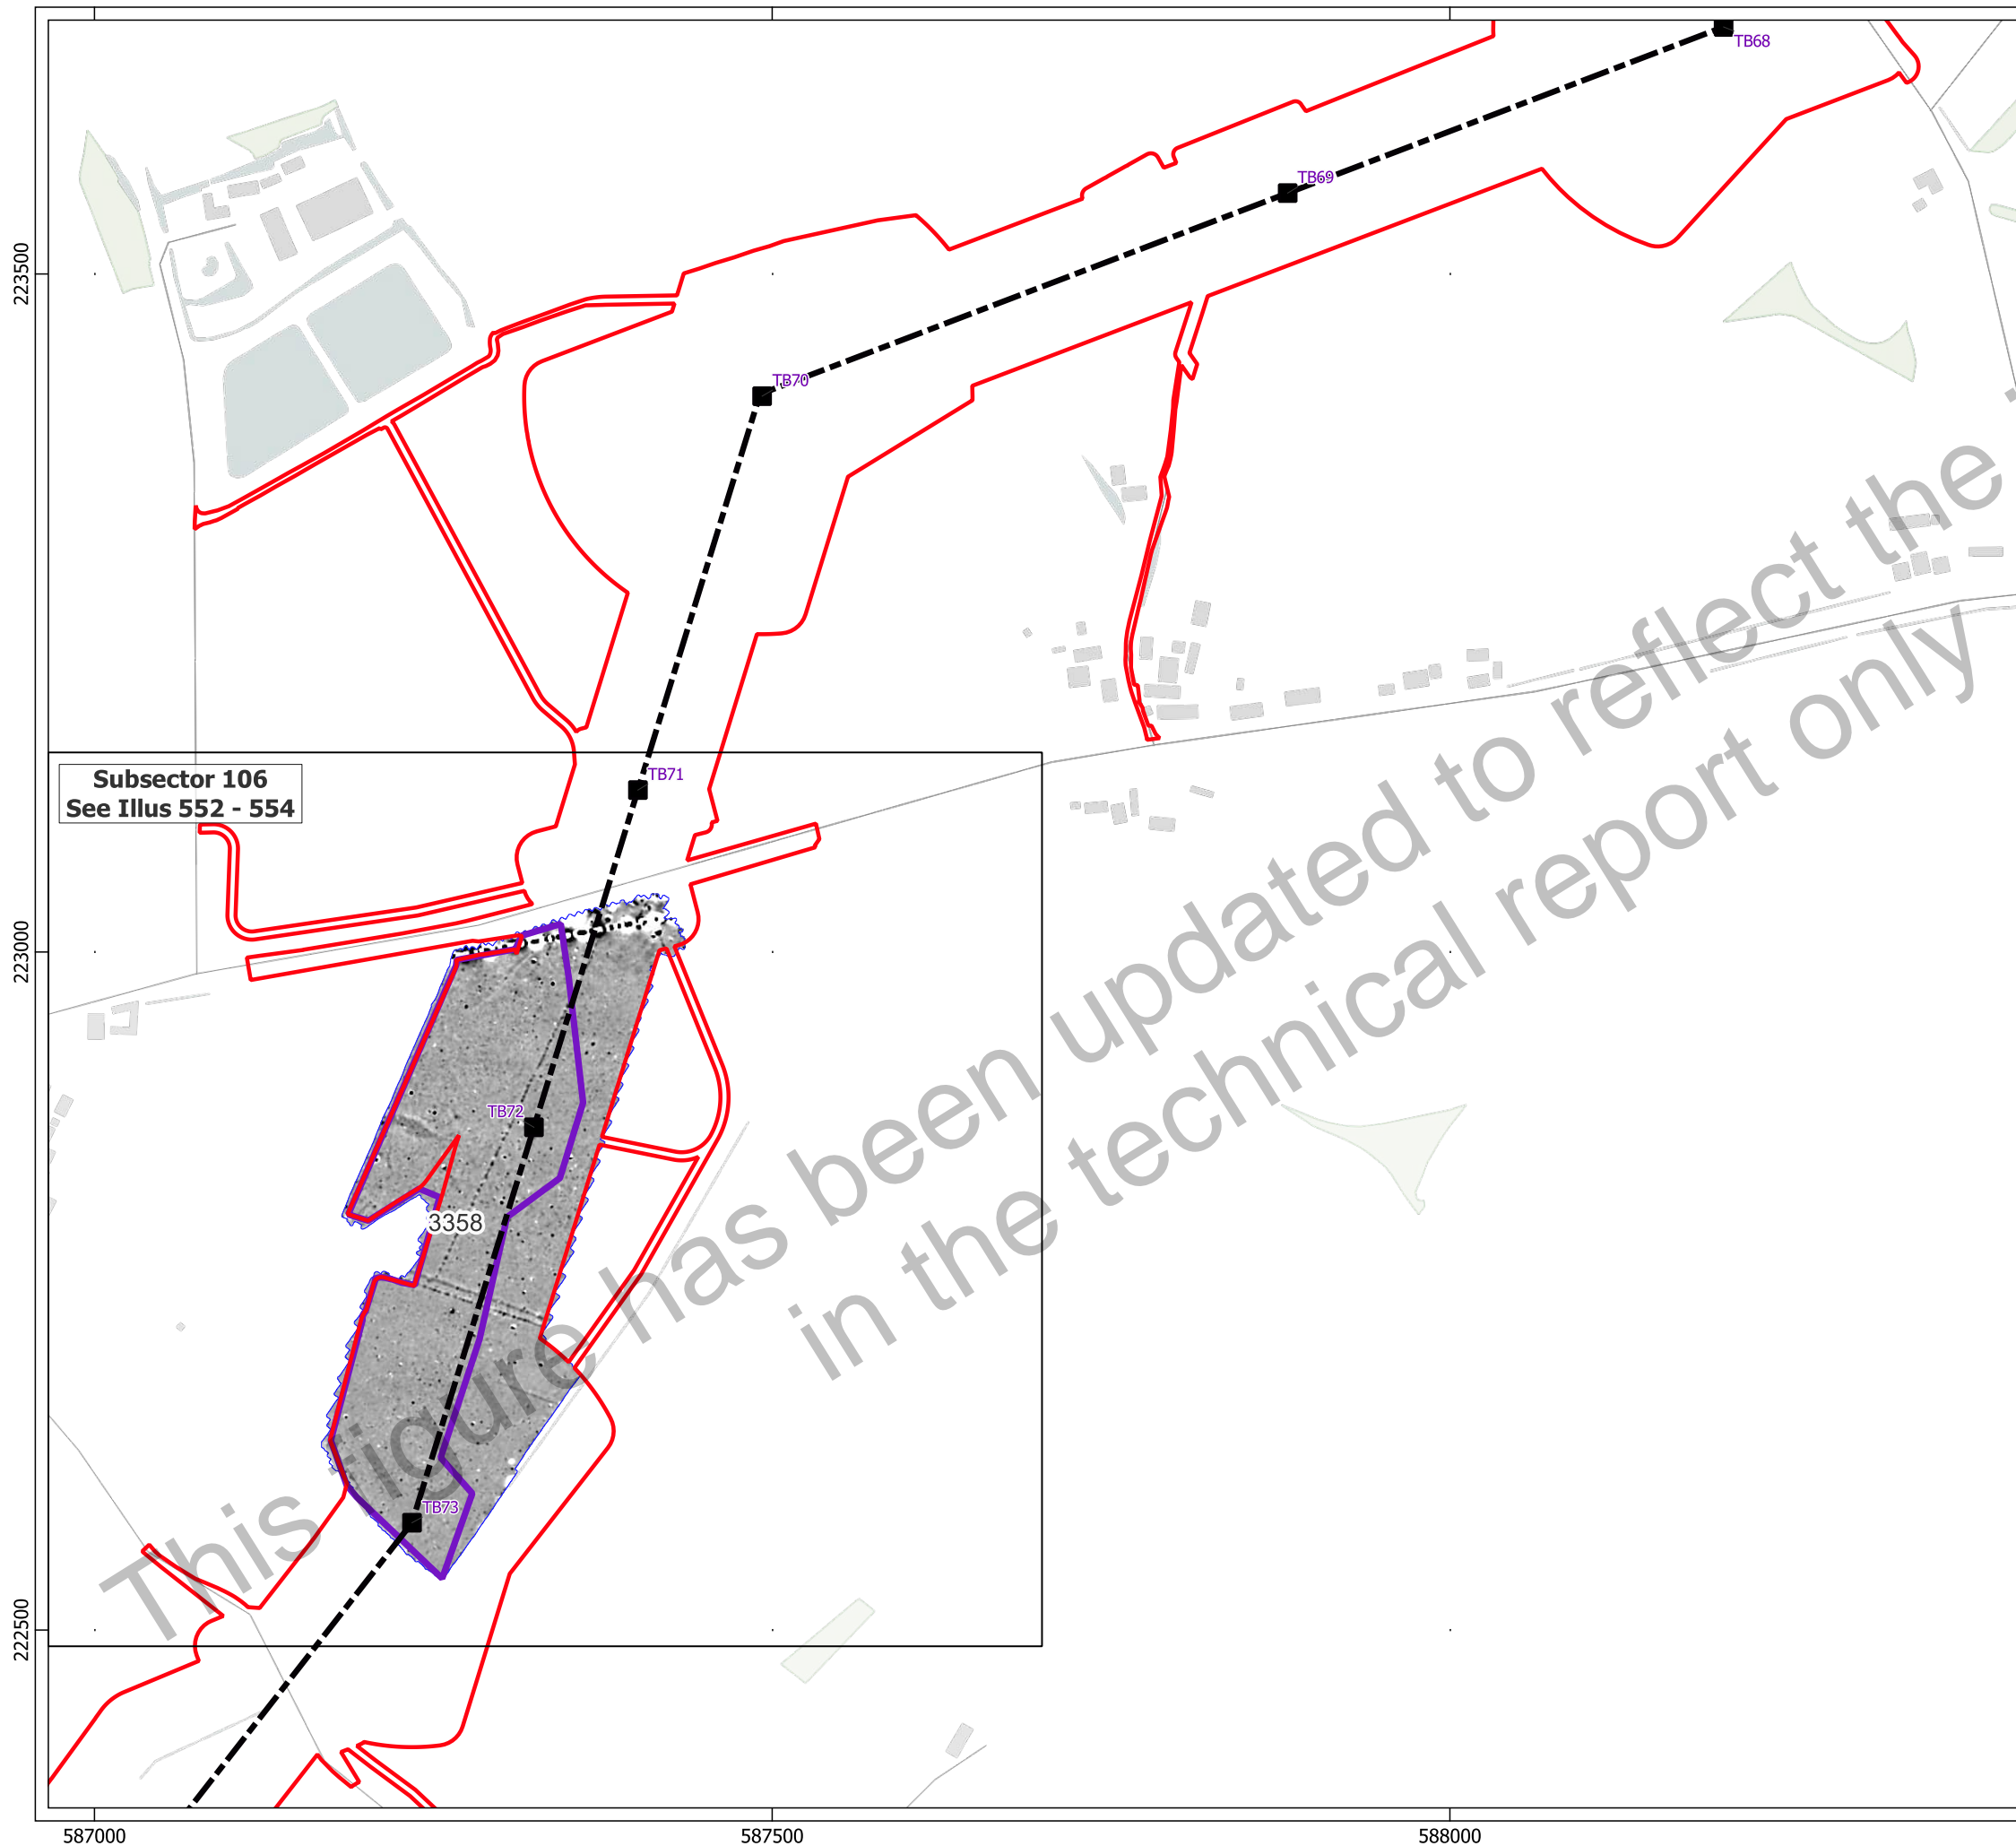 TB68
TB69
223500
TB70
TB71
Subsector 106
See Illus 552 - 554
223000
TB72
3358
TB73
222500
587000
587500
588000
This figure has been updated to reflect the
in the technical report only